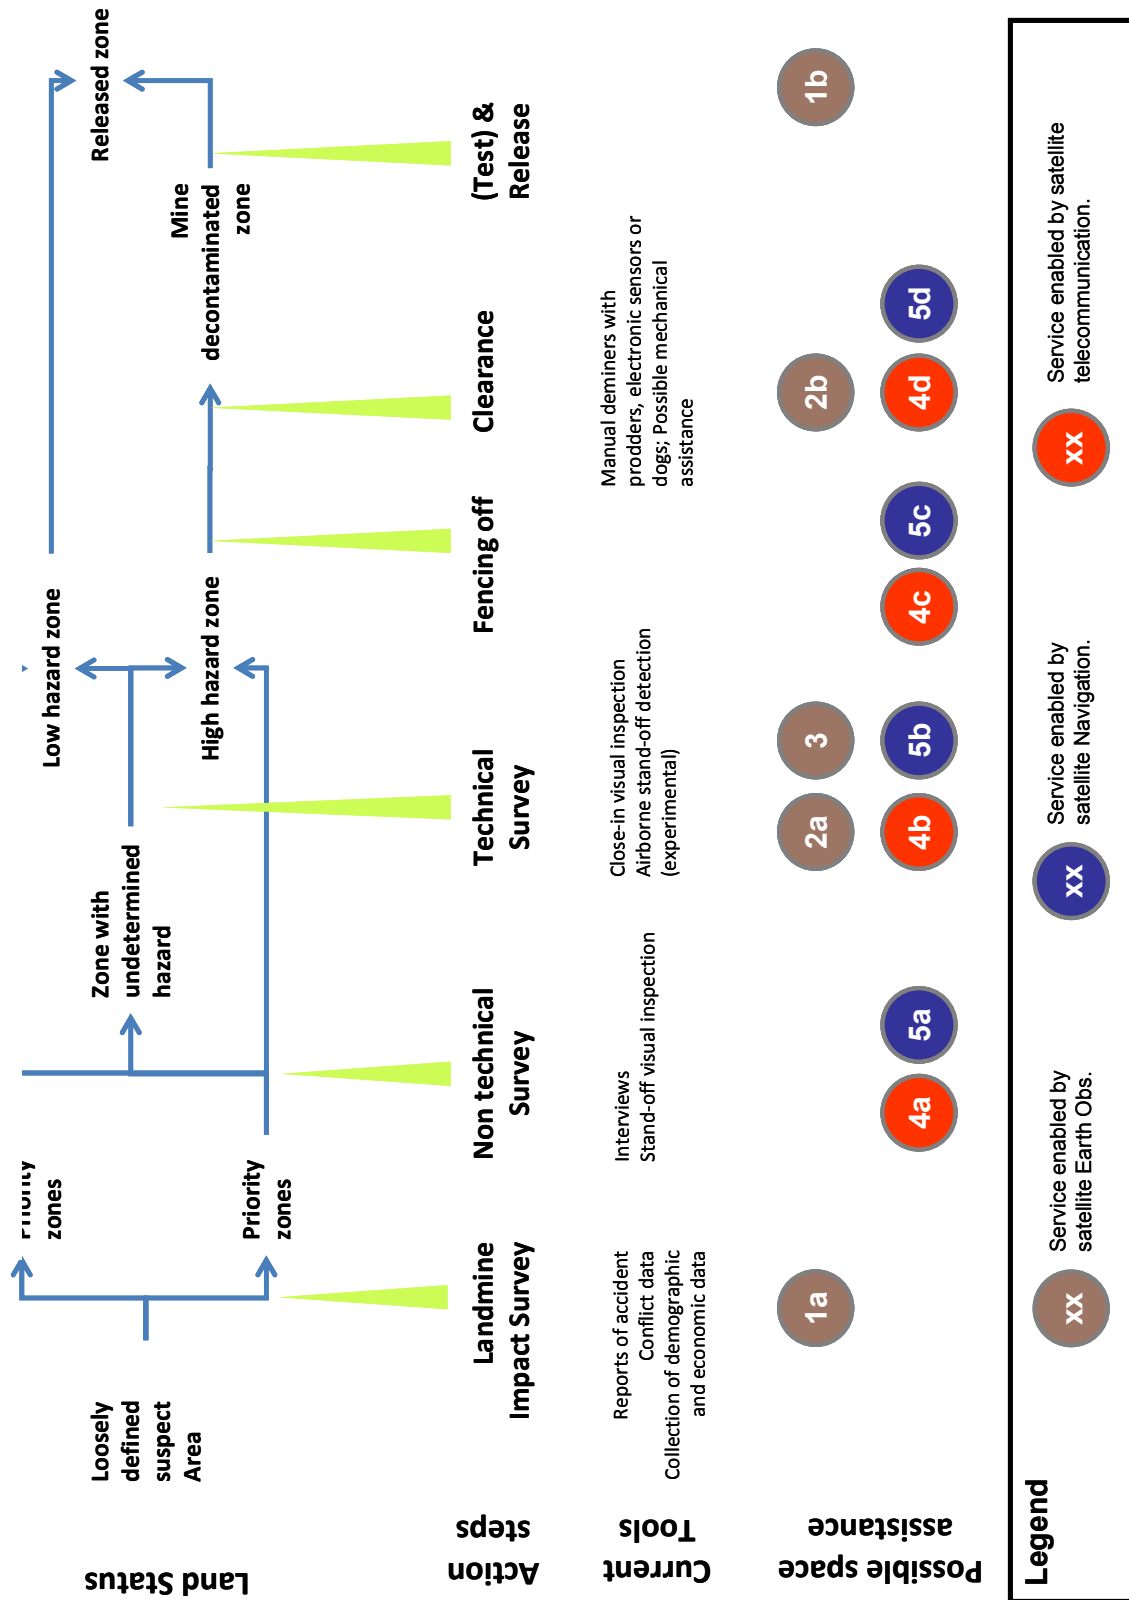 Land Status
Loosely
defined
suspect
Area
zones
Priority
zones
Zone with
undetermined
hazard
Low hazard zone
High hazard zone
Mine
decontaminated
zone
Released zone
Action
steps
Landmine
Impact Survey
Non technical
Survey
Technical
Survey
Fencing off
Clearance
(Test) &
Release
Current
Tools
Reports of accident
Conflict data
Collection of demographic
and economic data
Interviews
Stand-off visual inspection
Close-in visual inspection
Airborne stand-off detection
(experimental)
Manual deminers with
prodders, electronic sensors or
dogs; Possible mechanical
assistance
Possible space
assistance
1a
2a
3
2b
1b
4a
5a
4b
5b
4c
5c
4d
5d
Legend
xx
Service enabled by
satellite Earth Obs.
xx
Service enabled by
satellite Navigation.
xx
Service enabled by satellite
telecommunication.